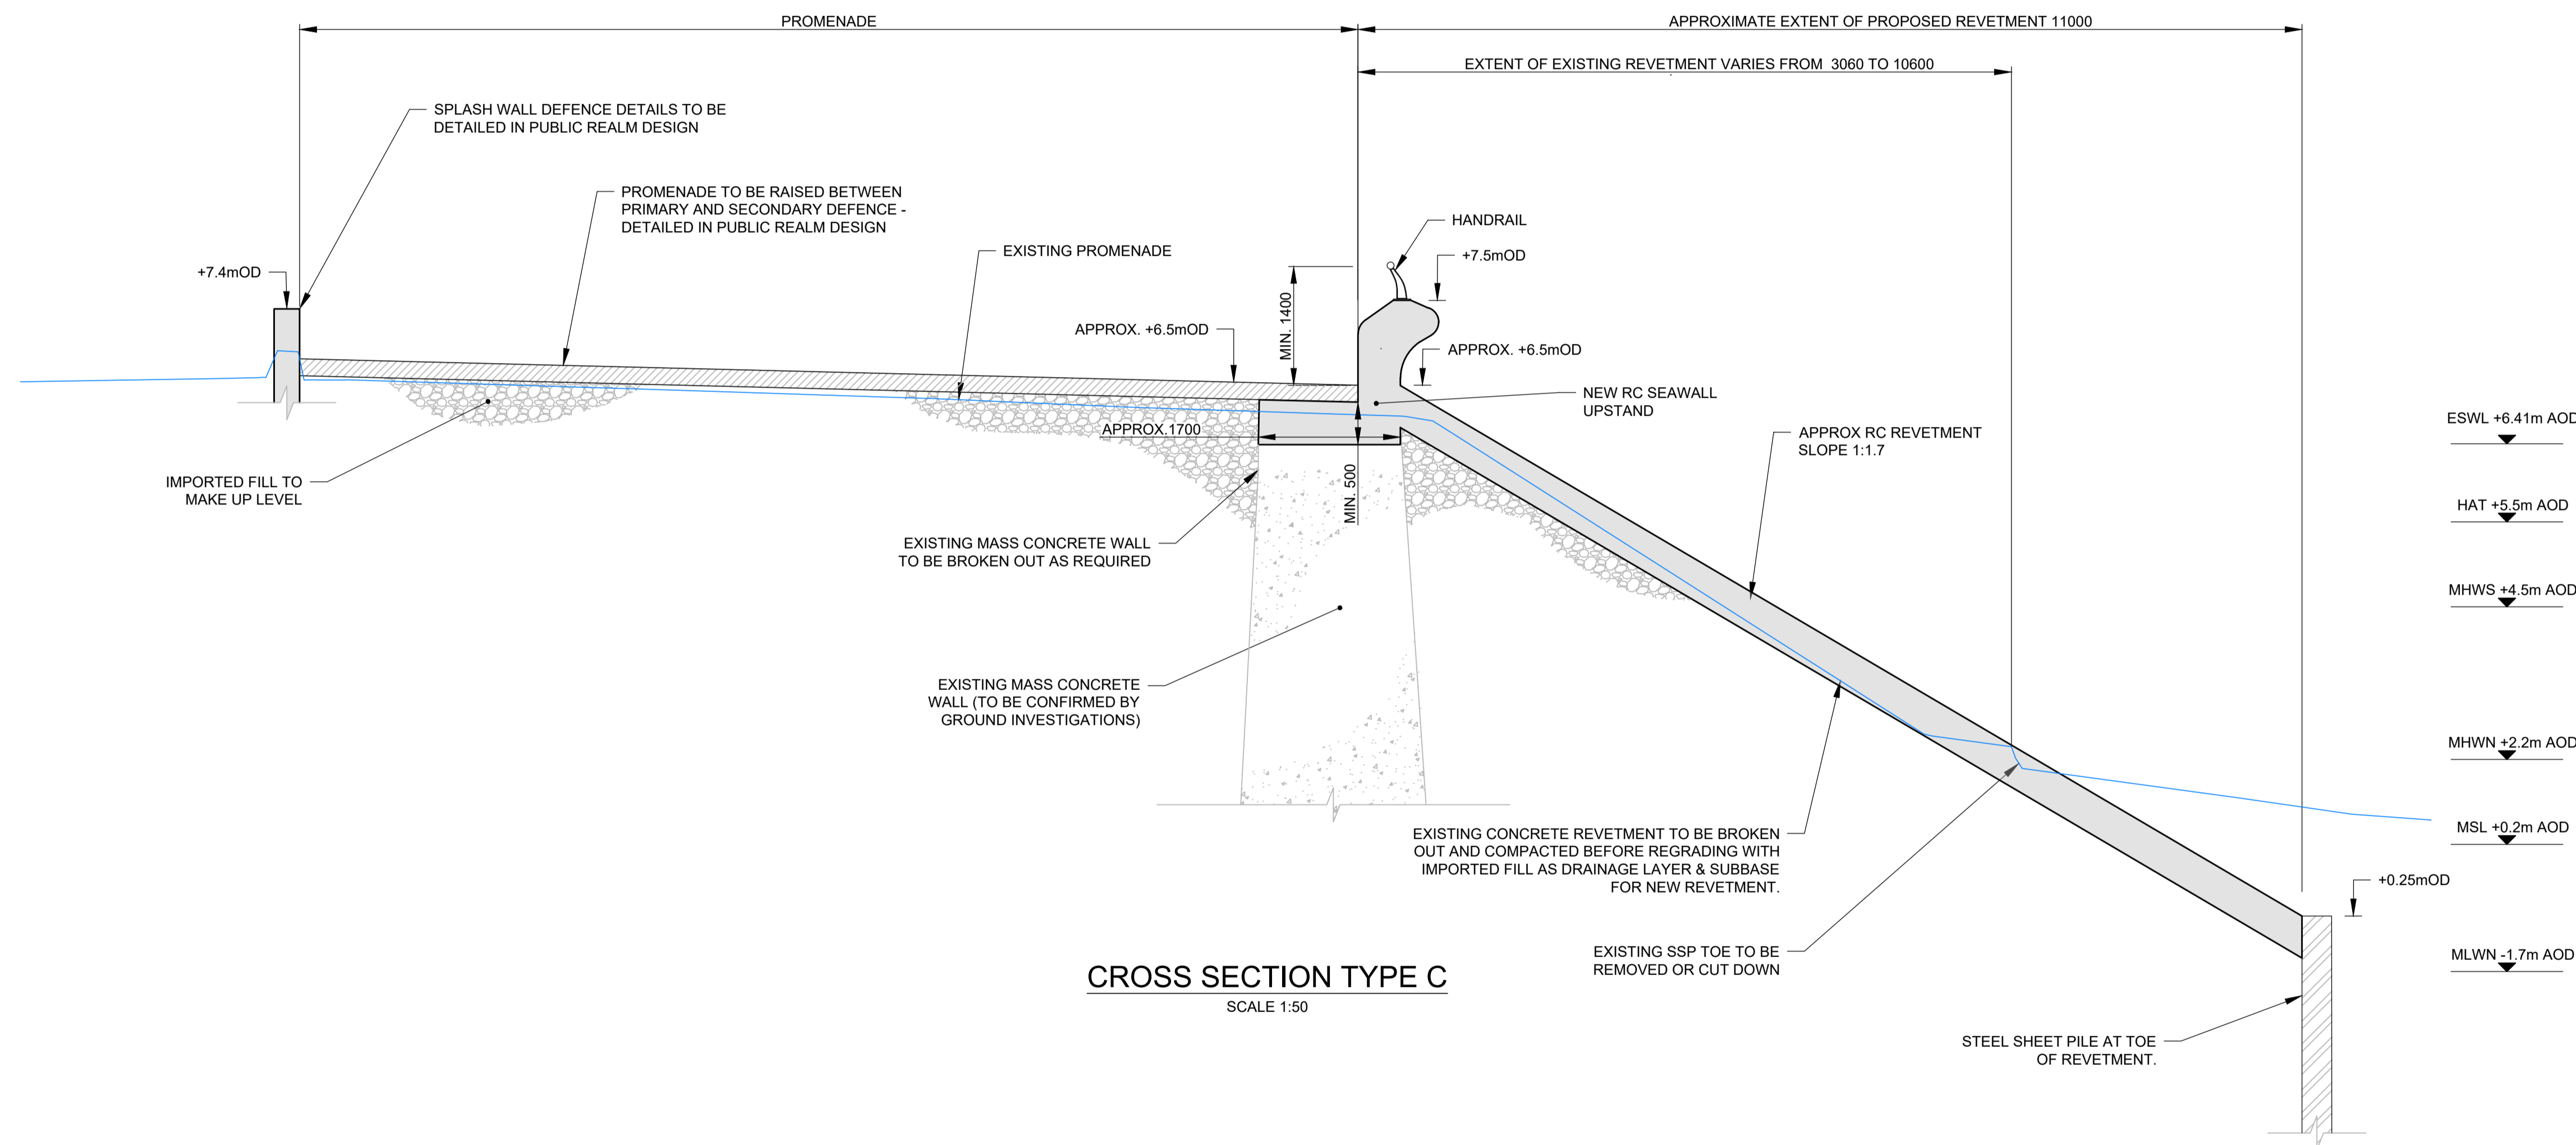 PROMENADE
APPROXIMATE EXTENT OF PROPOSED REVETMENT 11000
EXTENT OF EXISTING REVETMENT VARIES FROM 3060 TO 10600
SPLASH WALL DEFENCE DETAILS TO BE
DETAILED IN PUBLIC REALM DESIGN
PROMENADE TO BE RAISED BETWEEN
PRIMARY AND SECONDARY DEFENCE -
DETAILED IN PUBLIC REALM DESIGN
EXISTING PROMENADE
HANDRAIL
+7.4mOD
+7.5mOD
MIN. 1400
APPROX. +6.5mOD
APPROX. +6.5mOD
NEW RC SEAWALL
UPSTAND
APPROX.1700
APPROX RC REVETMENT
SLOPE 1:1.7
MIN. 500
IMPORTED FILL TO
MAKE UP LEVEL
EXISTING MASS CONCRETE WALL
TO BE BROKEN OUT AS REQUIRED
EXISTING MASS CONCRETE
WALL (TO BE CONFIRMED BY
GROUND INVESTIGATIONS)
EXISTING CONCRETE REVETMENT TO BE BROKEN
OUT AND COMPACTED BEFORE REGRADING WITH
IMPORTED FILL AS DRAINAGE LAYER & SUBBASE
FOR NEW REVETMENT.
EXISTING SSP TOE TO BE
REMOVED OR CUT DOWN
STEEL SHEET PILE AT TOE
OF REVETMENT.
+0.25mOD
ESWL +6.41m AOD
HAT +5.5m AOD
MHWS +4.5m AOD
MHWN +2.2m AOD
MSL +0.2m AOD
MLWN -1.7m AOD
CROSS SECTION TYPE C
SCALE 1:50